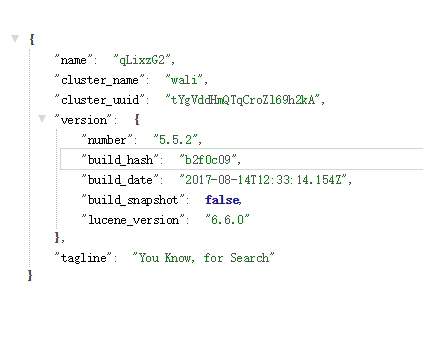 {
"name": "qLixzG2",
"cluster_name": "wali",
"cluster_uuid": "tYgVddHmQTqCroZl69h2kA",
"version": {
"number": "5.5.2",
"build_hash": "b2f0c09",
"build_date": "2017-08-14T12:33:14.154Z",
"build_snapshot": false,
"lucene_version": "6.6.0"
},
"tagline": "You Know, for Search"
}